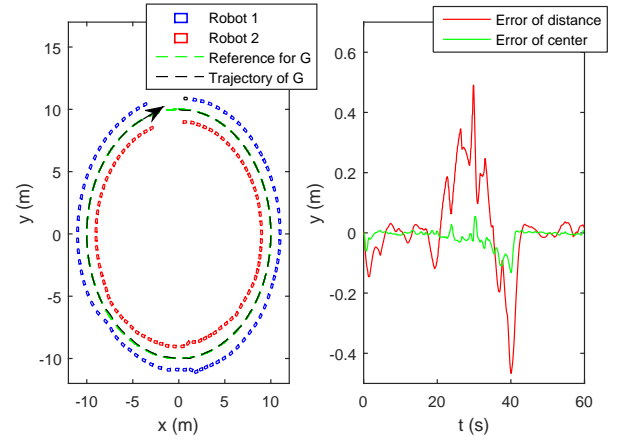 Robot 1
Robot 2
Reference for G
Trajectory of G
15
10
5
0
-5
-10
y (m)
-10 -5 0 5 10
x (m)
Error of distance
Error of center
0.6
0.4
0.2
0
-0.2
-0.4
y (m)
0 20 40 60
t (s)